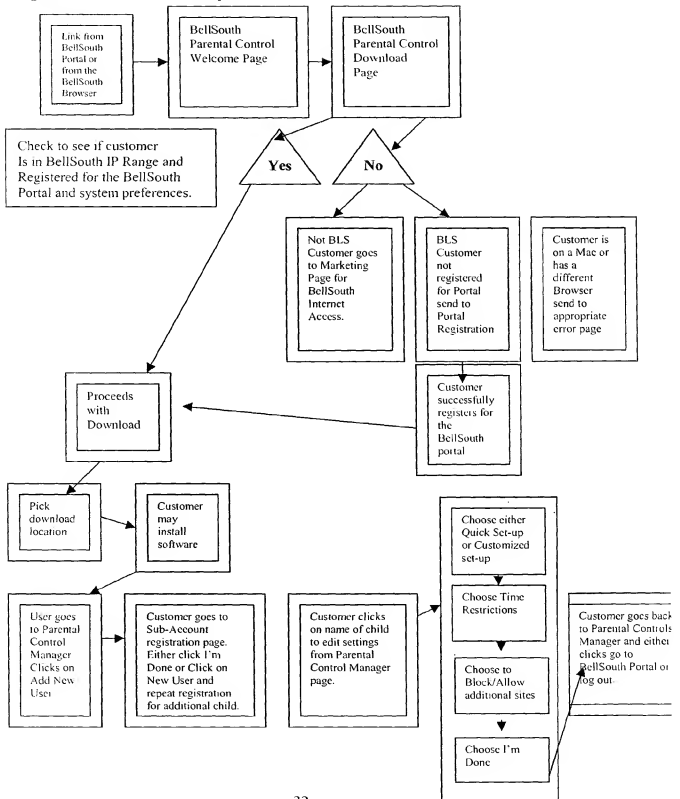 Link from
BellSouth
Portal or
from the
BellSouth
Browser
BellSouth
Parental Control
Welcome Page
BellSouth
Parental Control
Download
Page
Check to see if customer
Is in BellSouth IP Range and
Registered for the BellSouth
Portal and system preferences.
Yes
No
Not BLS
Customer goes
to Marketing
Page for
BellSouth
Internet
Access.
BLS
Customer
not
registered
for Portal
send to
Portal
Registration
Customer is
on a Mac or
has a
different
Browser
send to
appropriate
error page
Proceeds
with
Download
Customer
successfully
registers for
the
BellSouth
portal
Pick
download
location
Customer
may
install
software
User goes
to Parental
Control
Manager
Clicks on
Add New
User
Customer goes to
Sub-Account
registration page.
Either click I'm
Done or Click on
New User and
repeat registration
for additional child.
Customer clicks
on name of child
to edit settings
from Parental
Control Manager
page.
Choose either
Quick Set-up
or Customized
set-up
Choose Time
Restrictions
Choose to
Block/Allow
additional sites
Choose I'm
Done
Customer goes back
to Parental Controls
Manager and either
clicks go to
BellSouth Portal or
log out.